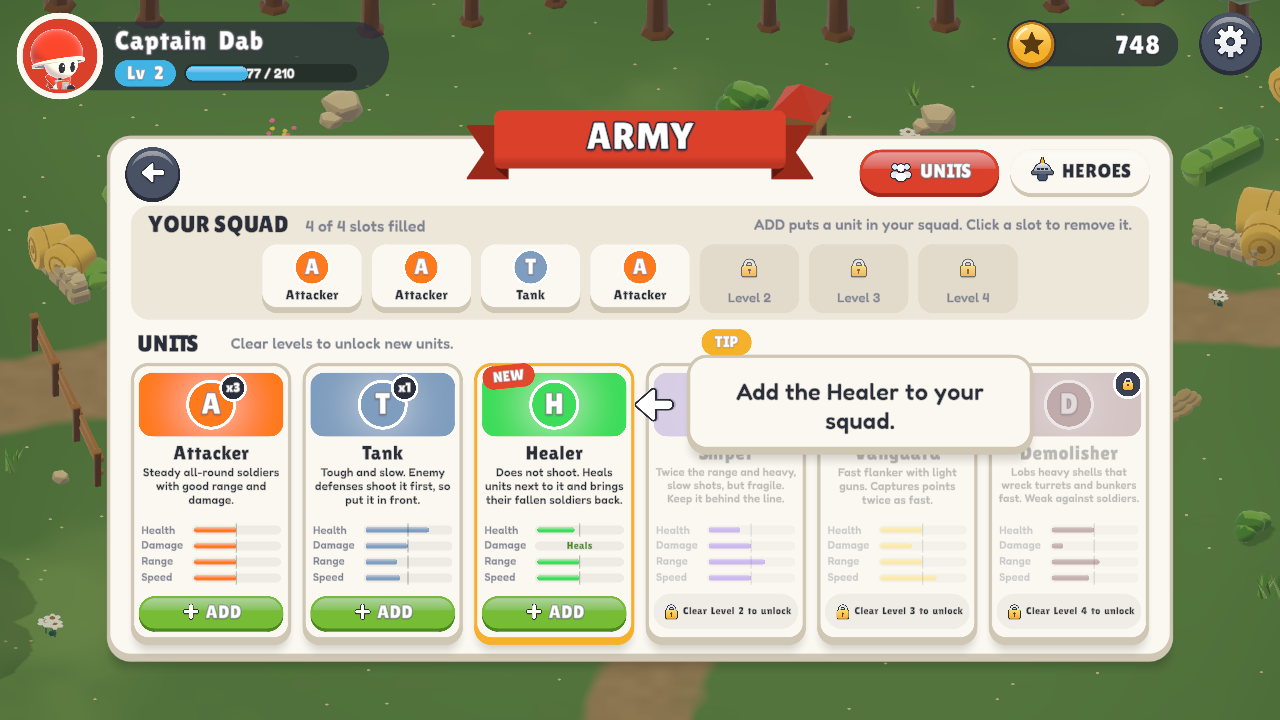 Captain Dab
Lv 2
77 / 210
748
ARMY
UNITS
HEROES
YOUR SQUAD
4 of 4 slots filled
ADD puts a unit in your squad. Click a slot to remove it.
A
Attacker
A
Attacker
T
Tank
A
Attacker
Level 2
Level 3
Level 4
UNITS
Clear levels to unlock new units.
TIP
Add the Healer to your
squad.
A
x3
Attacker
Steady all-round soldiers
with good range and
damage.
Health
Damage
Range
Speed
+ ADD
T
x1
Tank
Tough and slow. Enemy
defenses shoot it first, so
put it in front.
Health
Damage
Range
Speed
+ ADD
NEW
H
Healer
Does not shoot. Heals
units next to it and brings
their fallen soldiers back.
Health
Damage
Heals
Range
Speed
+ ADD
Sniper
Twice the range and heavy,
slow shots, but fragile.
Keep it behind the line.
Health
Damage
Range
Speed
Clear Level 2 to unlock
Vanguard
Fast flanker with light
guns. Captures points
twice as fast.
Health
Damage
Range
Speed
Clear Level 3 to unlock
D
Demolisher
Lobs heavy shells that
wreck turrets and bunkers
fast. Weak against soldiers.
Health
Damage
Range
Speed
Clear Level 4 to unlock